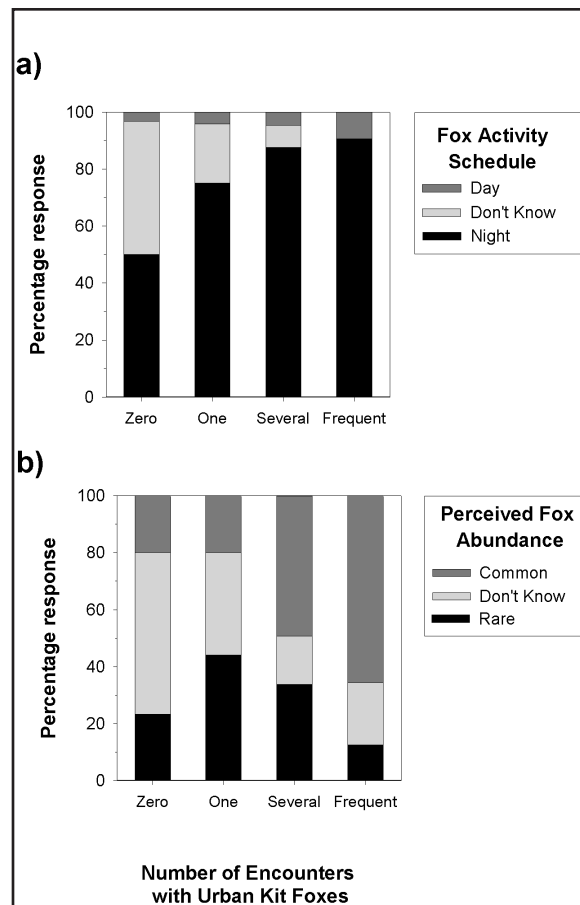 a)
Percentage response
100
80
60
40
20
0
Zero One Several Frequent
Fox Activity
Schedule
Day
Don't Know
Night
b)
Percentage response
100
80
60
40
20
0
Zero One Several Frequent
Perceived Fox
Abundance
Common
Don't Know
Rare
Number of Encounters
with Urban Kit Foxes